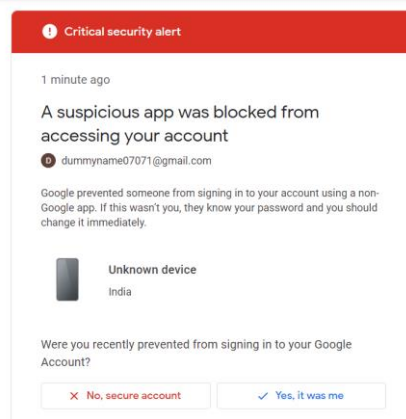 Critical security alert
1 minute ago
A suspicious app was blocked from
accessing your account
D dummyname07071@gmail.com
Google prevented someone from signing in to your account using a non-
Google app. If this wasn't you, they know your password and you should
change it immediately.
Unknown device
India
Were you recently prevented from signing in to your Google
Account?
No, secure account
Yes, it was me